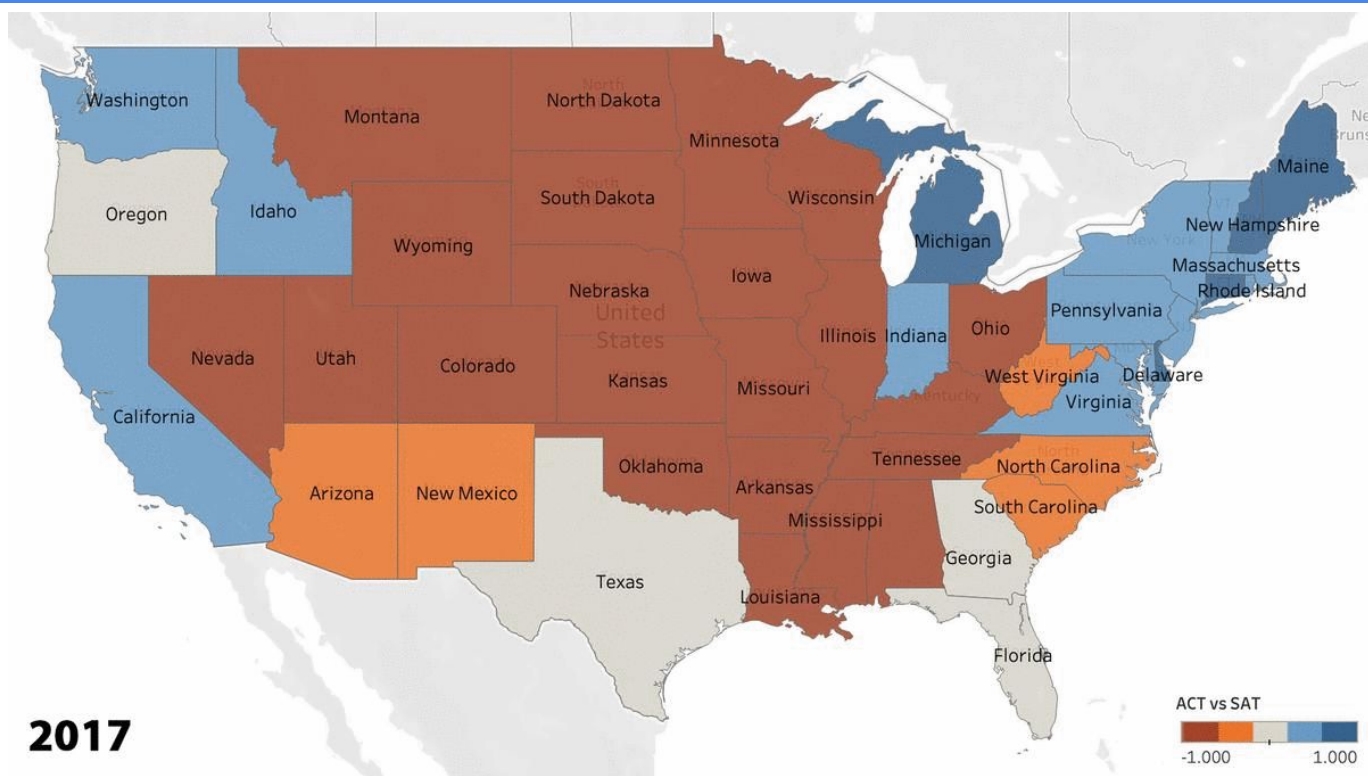 Washington
Montana
North Dakota
Minnesota
Maine
Oregon
Idaho
South Dakota
Wisconsin
New Hampshire
Wyoming
Michigan
New York
Massachusetts
Iowa
Nebraska
Rhode Island
United
States
Pennsylvania
Nevada
Utah
Colorado
Kansas
Missouri
Illinois
Indiana
Ohio
West Virginia
Delaware
Kentucky
Virginia
California
Arizona
New Mexico
Oklahoma
Arkansas
Tennessee
North Carolina
Mississippi
South Carolina
Texas
Louisiana
Georgia
Florida
2017
ACT vs SAT
-1.000 1.000